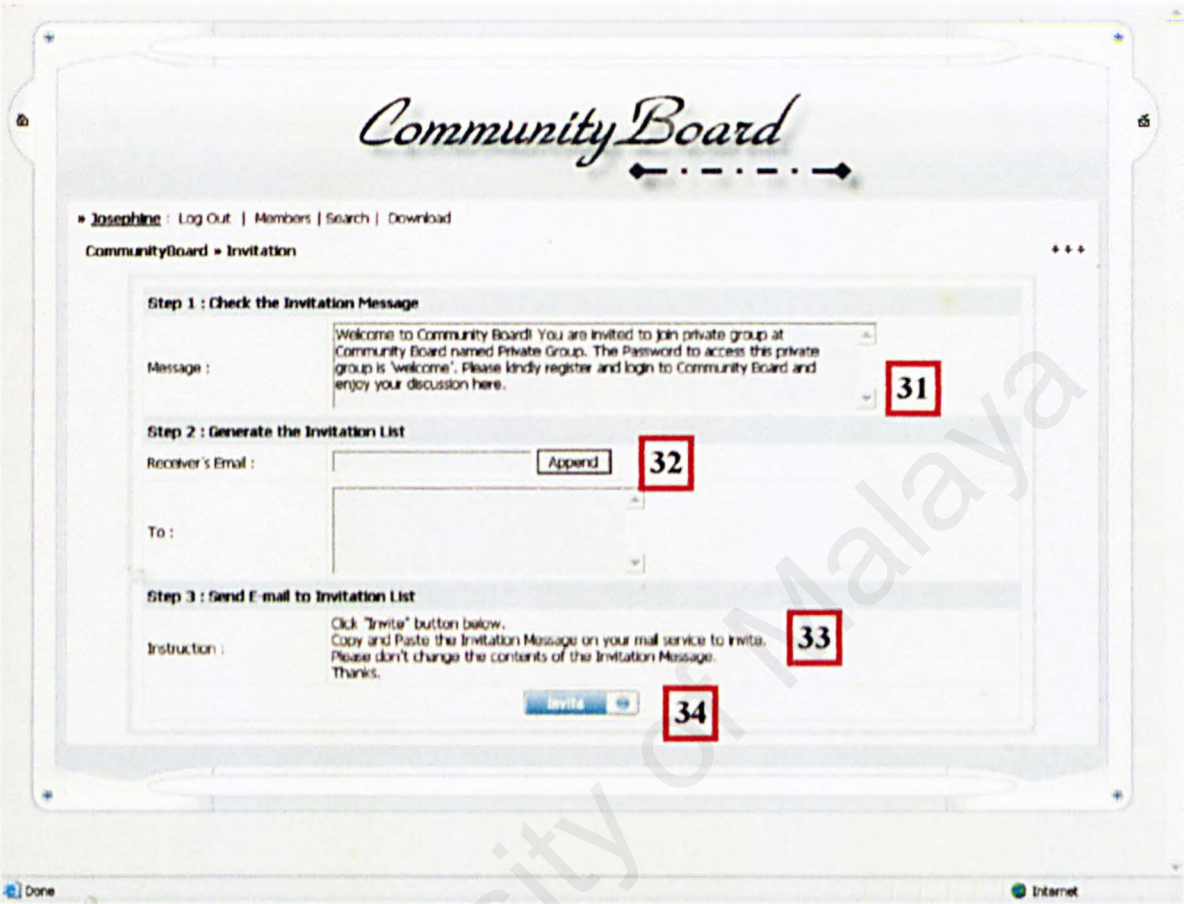 Community Board
» Josephine : Log Out | Members | Search | Download
CommunityBoard » Invitation
Step 1 : Check the Invitation Message
Message :
Welcome to Community Board! You are invited to join private group at
Community Board named Private Group. The Password to access this private
group is 'welcome'. Please kindly register and login to Community Board and
enjoy your discussion here.
31
Step 2 : Generate the Invitation List
Receiver's Email :
Append
32
To :
Step 3 : Send E-mail to Invitation List
Instruction :
Click "Invite" button below.
Copy and Paste the Invitation Message on your mail service to invite.
Please don't change the contents of the Invitation Message.
Thanks.
33
Invite
34
Done
Internet
University of Malaya